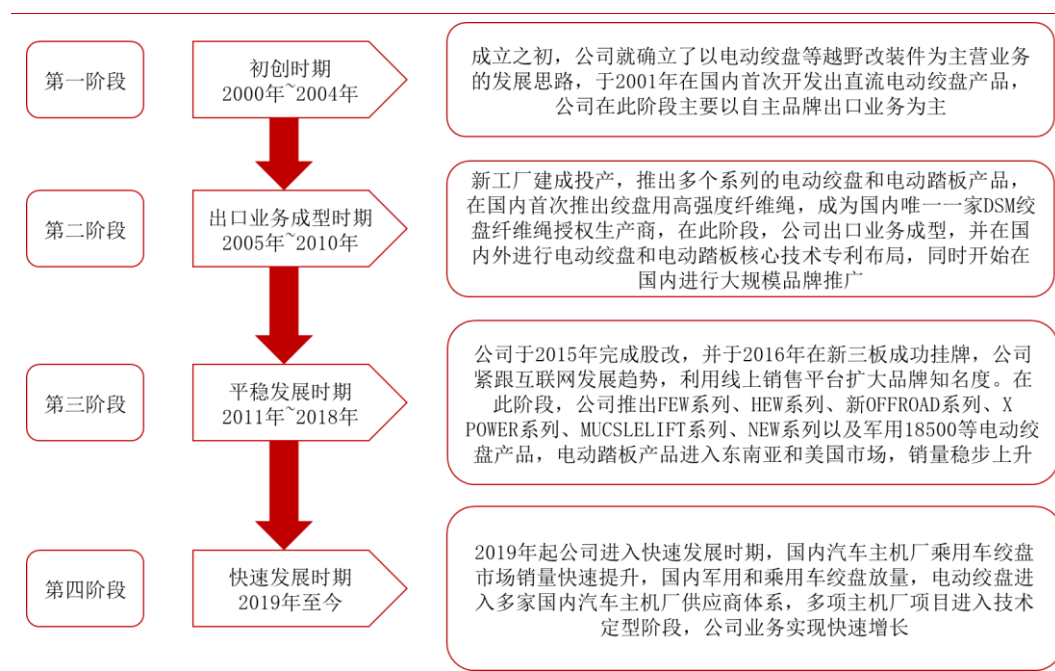 第一阶段
初创时期
2000年~2004年
成立之初，公司就确立了以电动绞盘等越野改装件为主营业务
的发展思路，于2001年在国内首次开发出直流电动绞盘产品，
公司在此阶段主要以自主品牌出口业务为主
第二阶段
出口业务成型时期
2005年~2010年
新工厂建成投产，推出多个系列的电动绞盘和电动踏板产品，
在国内首次推出绞盘用高强度纤维绳，成为国内唯一一家DSM绞
盘纤维绳授权生产商，在此阶段，公司出口业务成型，并在国
内外进行电动绞盘和电动踏板核心技术专利布局，同时开始在
国内进行大规模品牌推广
第三阶段
平稳发展时期
2011年~2018年
公司于2015年完成股改，并于2016年在新三板成功挂牌，公司
紧跟互联网发展趋势，利用线上销售平台扩大品牌知名度。在
此阶段，公司推出FEW系列、HEW系列、新OFFROAD系列、X
POWER系列、MUCSLELIFT系列、NEW系列以及军用18500等电动绞
盘产品，电动踏板产品进入东南亚和美国市场，销量稳步上升
第四阶段
快速发展时期
2019年至今
2019年起公司进入快速发展时期，国内汽车主机厂乘用车绞盘
市场销量快速提升，国内军用和乘用车绞盘放量，电动绞盘进
入多家国内汽车主机厂供应商体系，多项主机厂项目进入技术
定型阶段，公司业务实现快速增长